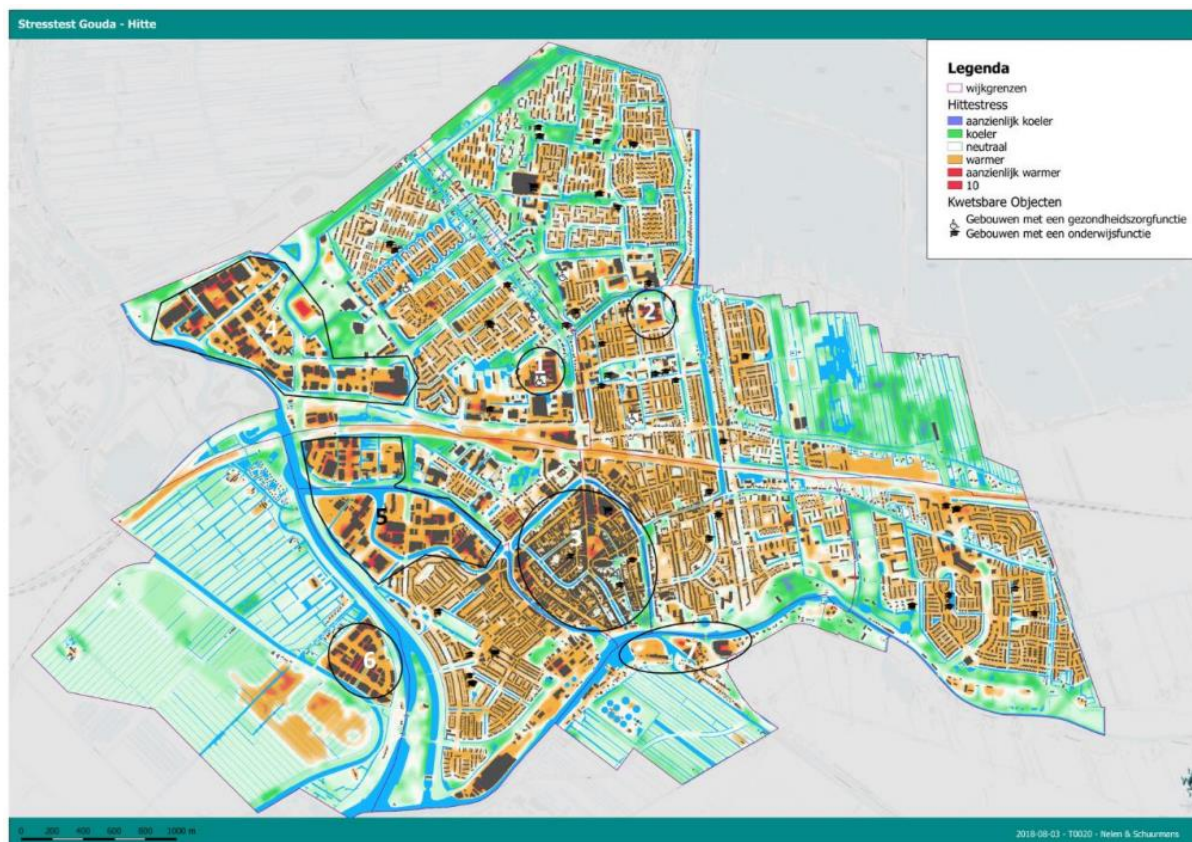 Stresstest Gouda - Hitte
Legenda
wijkgrenzen
Hittestress
aanzienlijk koeler
koeler
neutraal
warmer
aanzienlijk warmer
10
Kwetsbare Objecten
Gebouwen met een gezondheidszorgfunctie
Gebouwen met een onderwijsfunctie
2
4
1
3
5
6
0 200 400 600 800 1000 m
2018-08-03 - T0020 - Nelen & Schuurmans